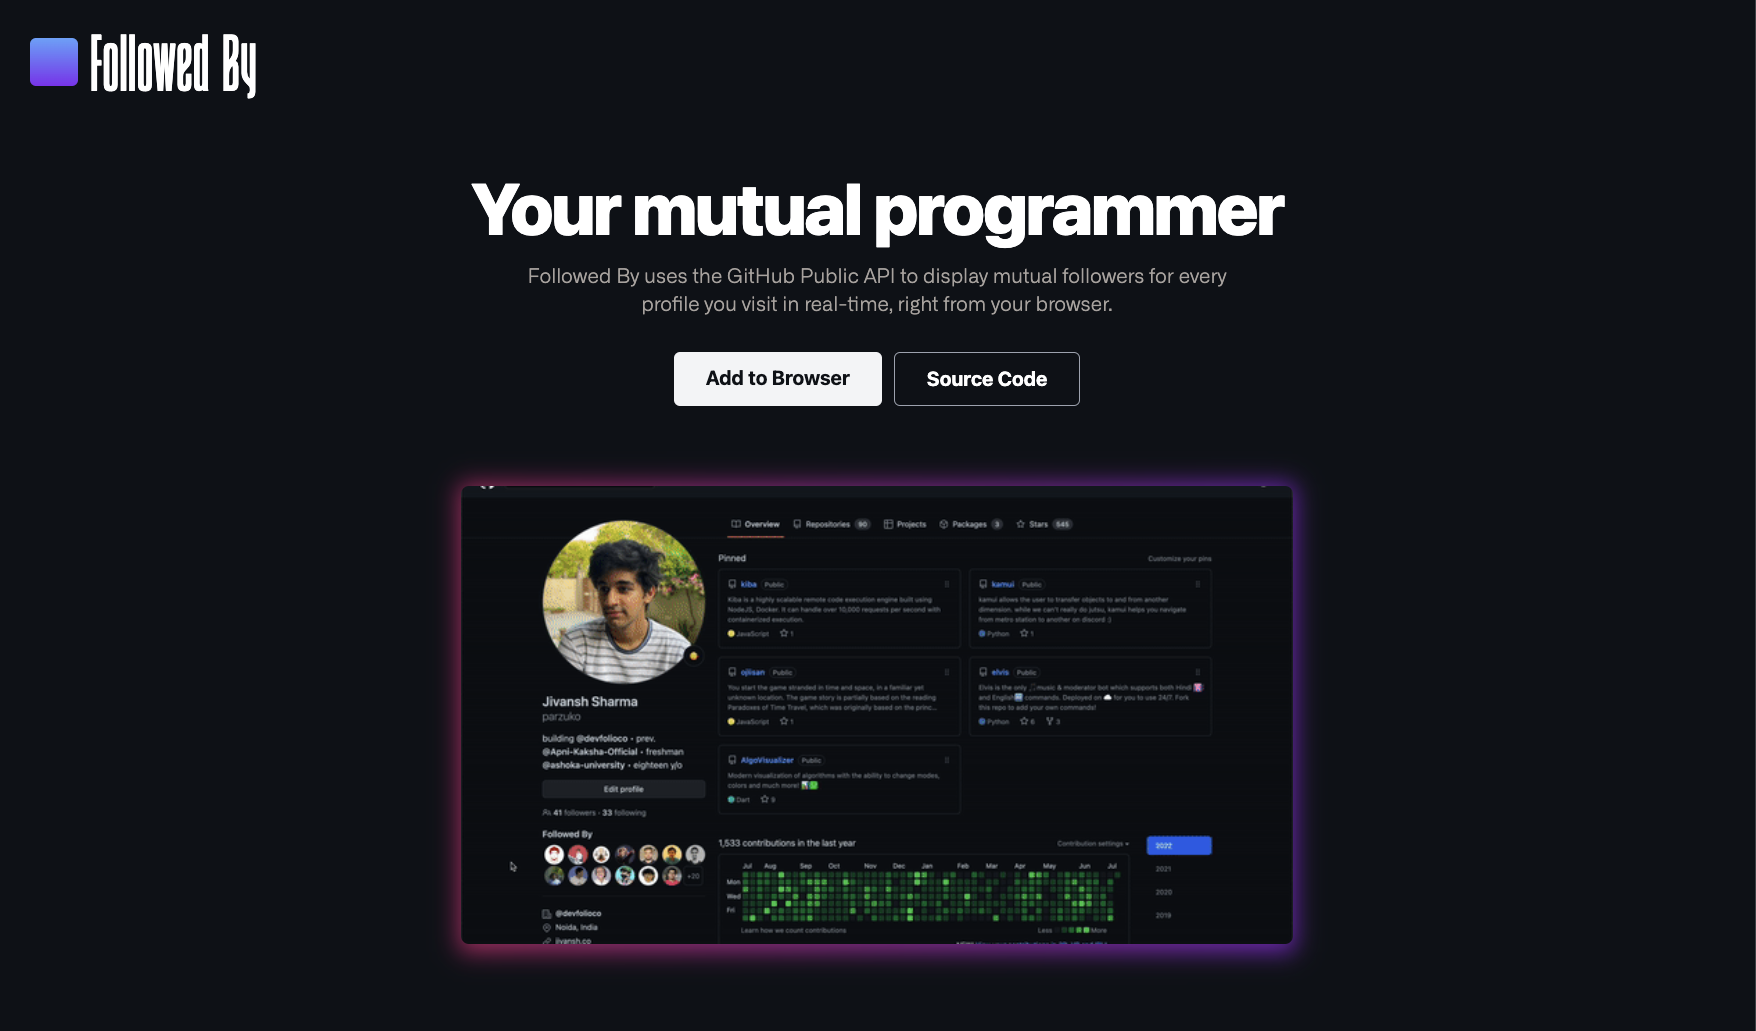 Followed By
Your mutual programmer
Followed By uses the GitHub Public API to display mutual followers for every
profile you visit in real-time, right from your browser.
Add to Browser
Source Code
Overview
Repositories 90
Projects
Packages 3
Stars 545
Jivansh Sharma
parzuko
building @devfolioco • prev.
@Apni-Kaksha-Official • freshman
@ashoka-university • eighteen y/o
Edit profile
41 followers · 33 following
Followed By
+20
@devfolioco
Noida, India
jivansh.co
Pinned
Customize your pins
kiba Public
Kiba is a highly scalable remote code execution engine built using
NodeJS, Docker. It can handle over 10,000 requests per second with
containerized execution.
JavaScript 1
kamui Public
kamui allows the user to transfer objects to and from another
dimension. while we can't really do jutsu, kamui helps you navigate
from metro station to another on discord :)
Python 1
ojiisan Public
You start the game stranded in time and space, in a familiar yet
unknown location. The game story is partially based on the reading
Paradoxes of Time Travel, which was originally based on the princ...
JavaScript 1
elvis Public
Elvis is the only 🎵music & moderator bot which supports both Hindi
and English commands. Deployed on ☁️ for you to use 24/7. Fork
this repo to add your own commands!
Python 6 3
AlgoVisualizer Public
Modern visualization of algorithms with the ability to change modes,
colors and much more!
Dart 9
1,533 contributions in the last year
Contribution settings
2022
2021
2020
2019
Jul Aug Sep Oct Nov Dec Jan Feb Mar Apr May Jun Jul
Mon
Wed
Fri
Learn how we count contributions
Less More